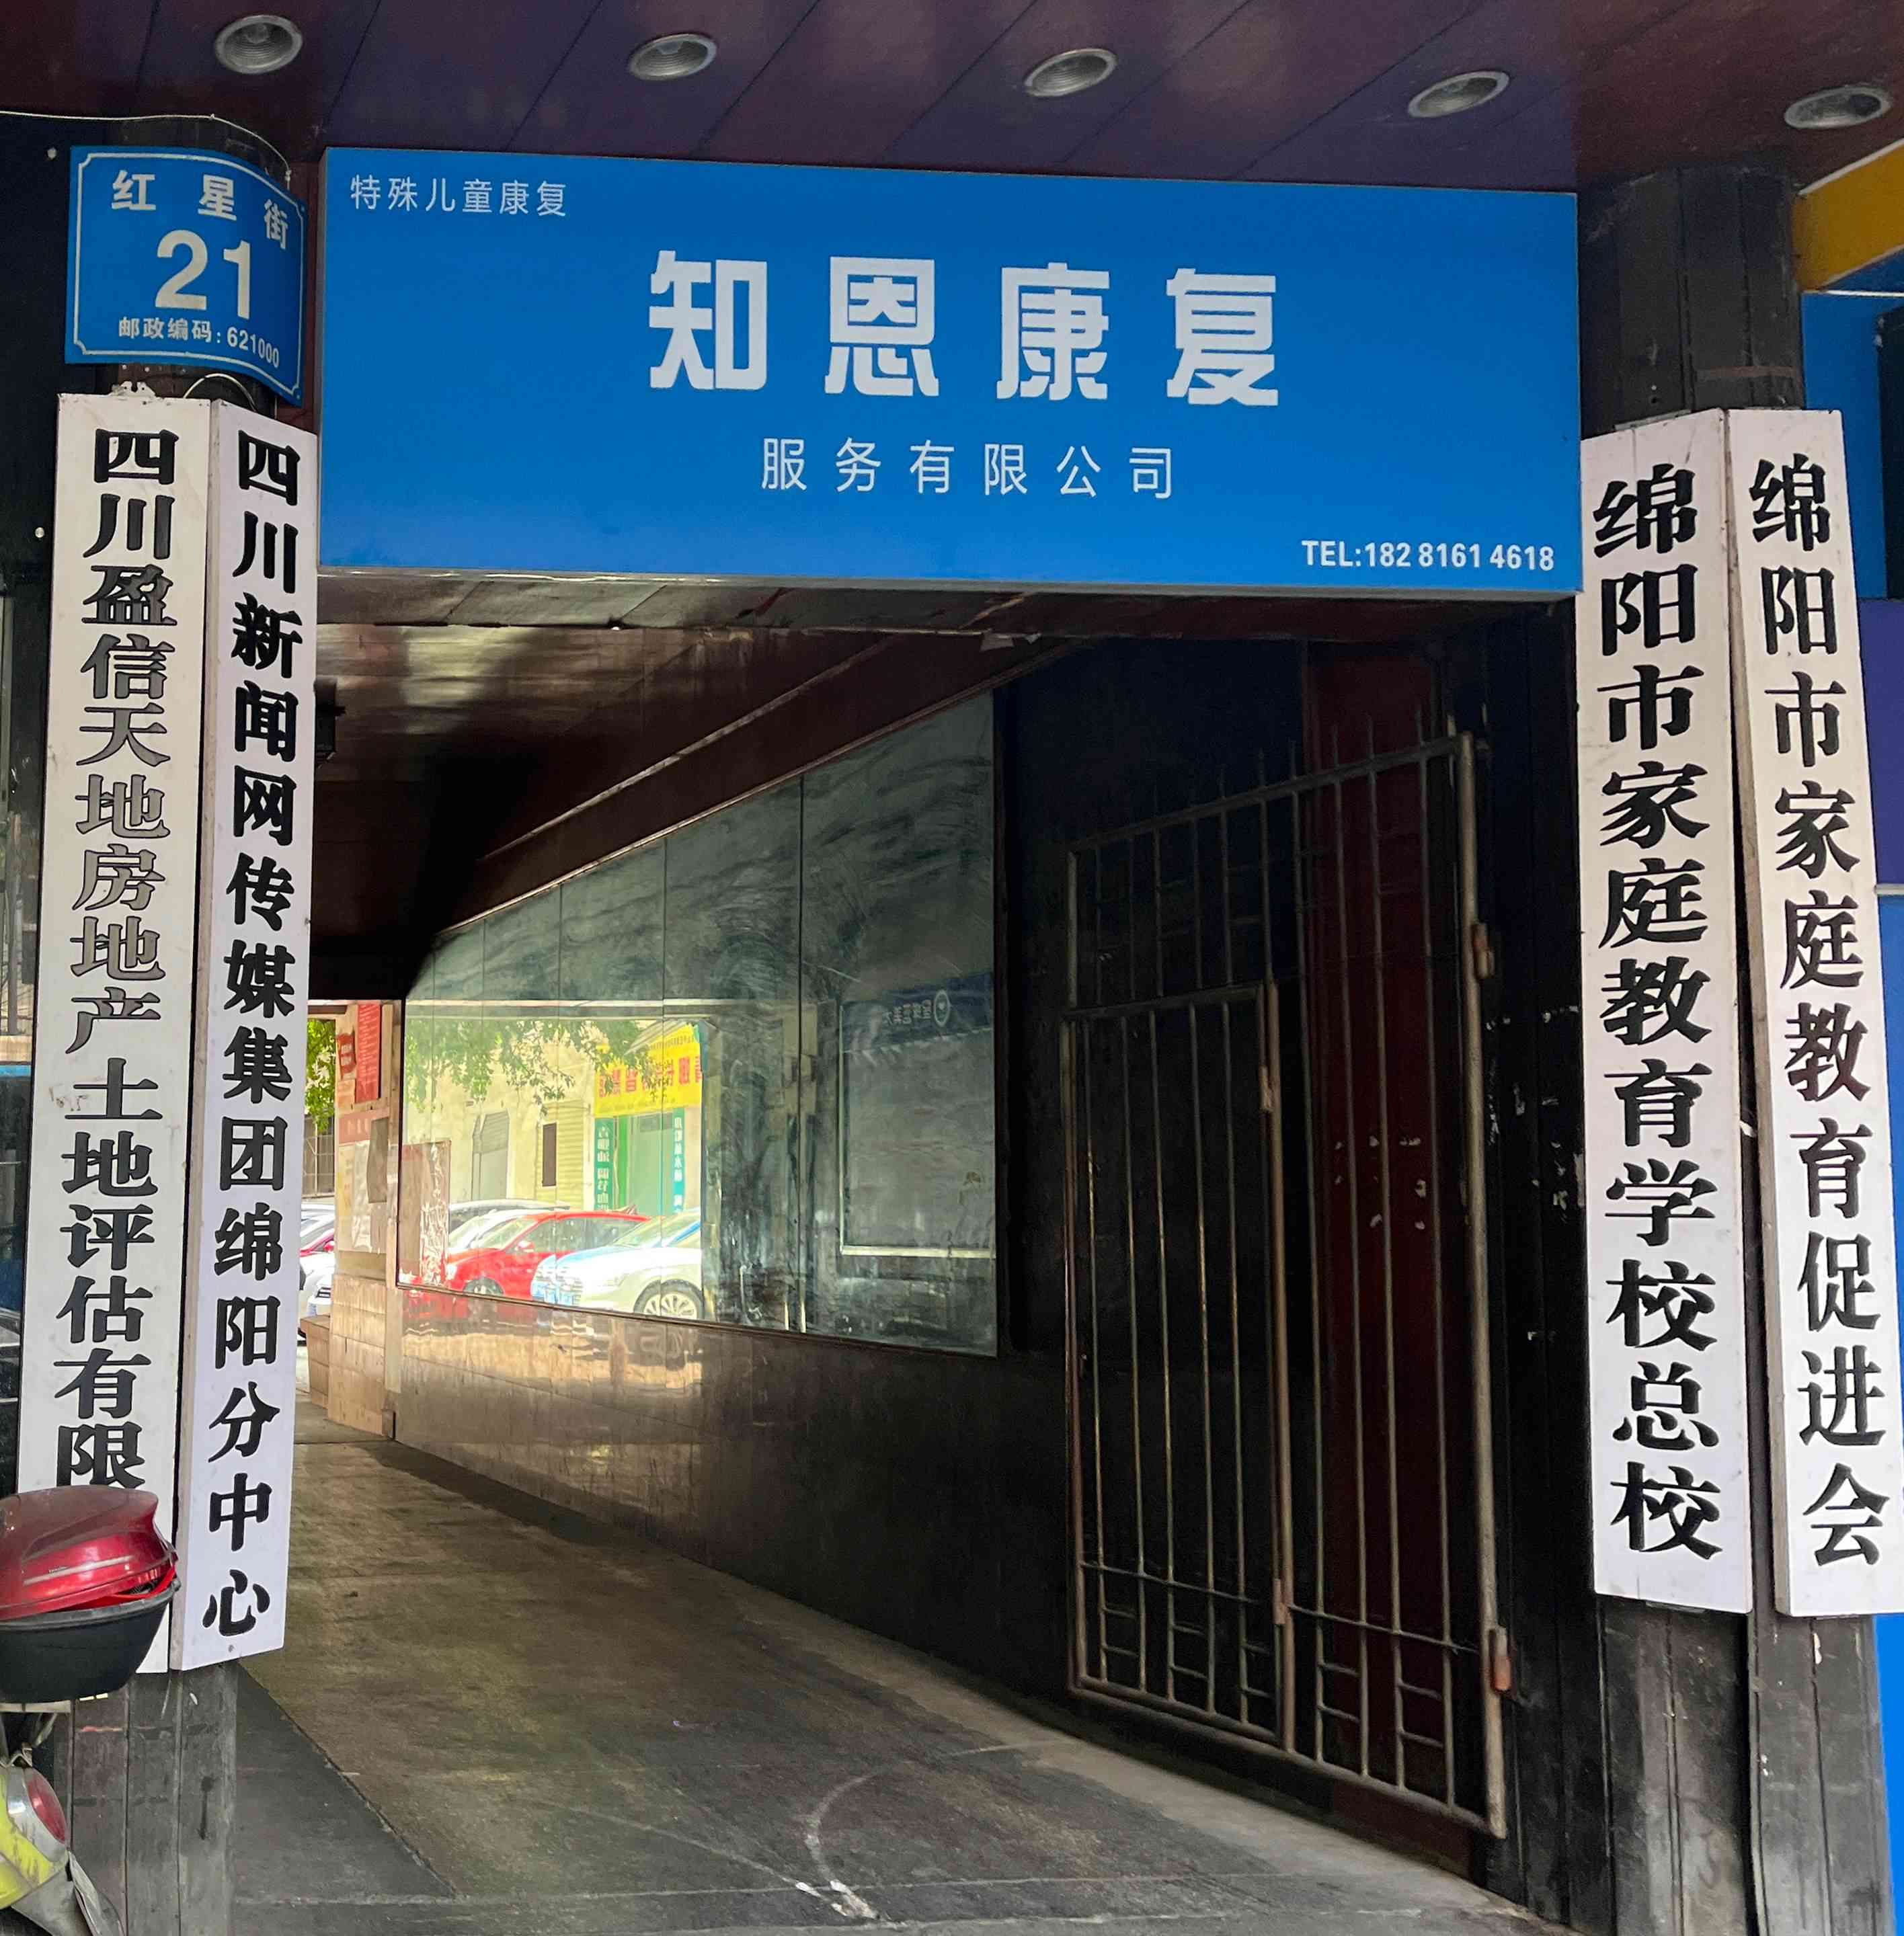 红星街
21
邮政编码：621000
特殊儿童康复
知恩康复
服务有限公司
TEL:182 8161 4618
四川盈信天地房地产土地评估有限
四川新闻网传媒集团绵阳分中心
绵阳市家庭教育学校总校
绵阳市家庭教育促进会